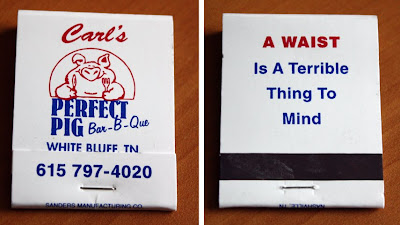 Carl's
PERFECT
PIG Bar-B-Que
WHITE BLUFF, TN.
615 797-4020
SANDERS MANUFACTURING CO
A WAIST
Is A Terrible
Thing To
Mind
NASHVILLE, TN